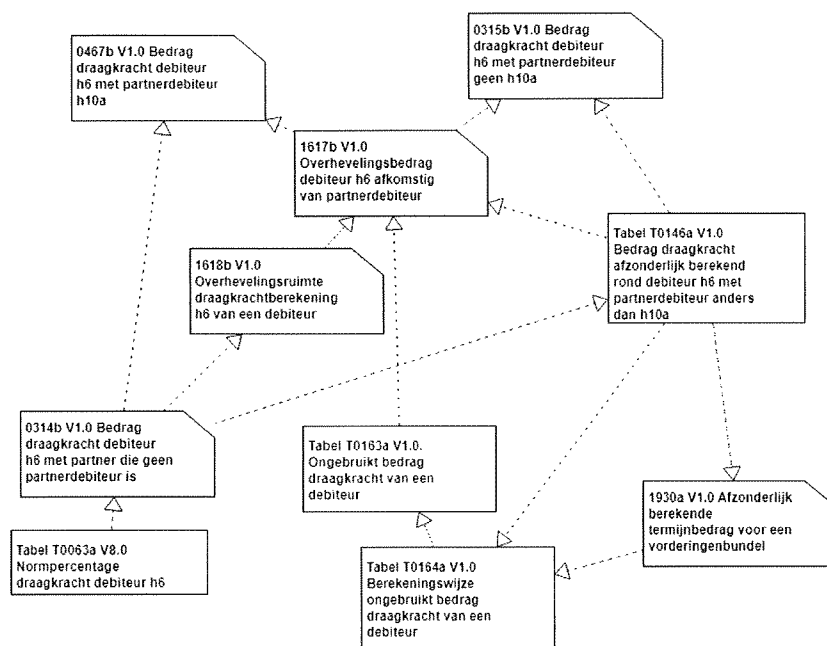 0467b V1.0 Bedrag
draagkracht debiteur
h6 met partnerdebiteur
h10a
0315b V1.0 Bedrag
draagkracht debiteur
h6 met partnerdebiteur
geen h10a
1617b V1.0
Overhevelingsbedrag
debiteur h6 afkomstig
van partnerdebiteur
Tabel T0146a V1.0
Bedrag draagkracht
afzonderlijk berekend
rond debiteur h6 met
partnerdebiteur anders
dan h10a
1618b V1.0
Overhevelingsruimte
draagkrachtberekening
h6 van een debiteur
0314b V1.0 Bedrag
draagkracht debiteur
h6 met partner die geen
partnerdebiteur is
Tabel T0163a V1.0.
Ongebruikt bedrag
draagkracht van een
debiteur
1930a V1.0 Afzonderlijk
berekende
termijnbedrag voor een
vorderingenbundel
Tabel T0063a V8.0
Normpercentage
draagkracht debiteur h6
Tabel T0164a V1.0
Berekeningswijze
ongebruikt bedrag
draagkracht van een
debiteur